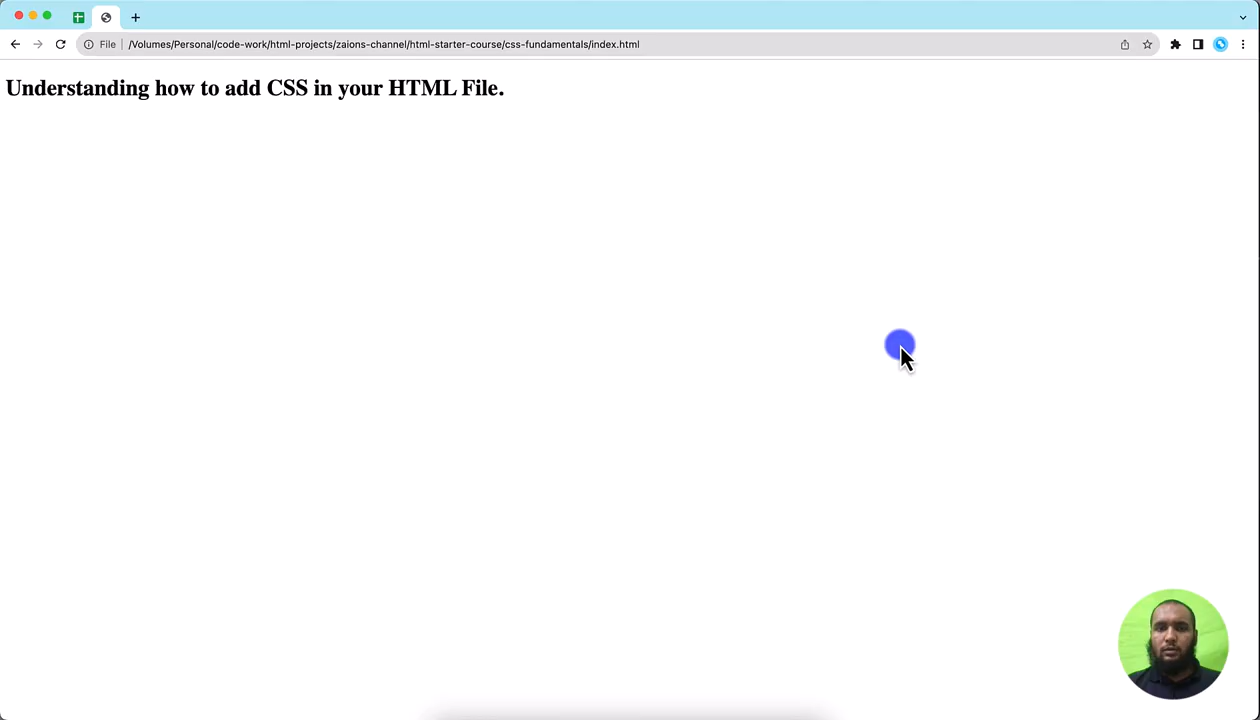 File
/Volumes/Personal/code-work/html-projects/zaions-channel/html-starter-course/css-fundamentals/index.html
Understanding how to add CSS in your HTML File.